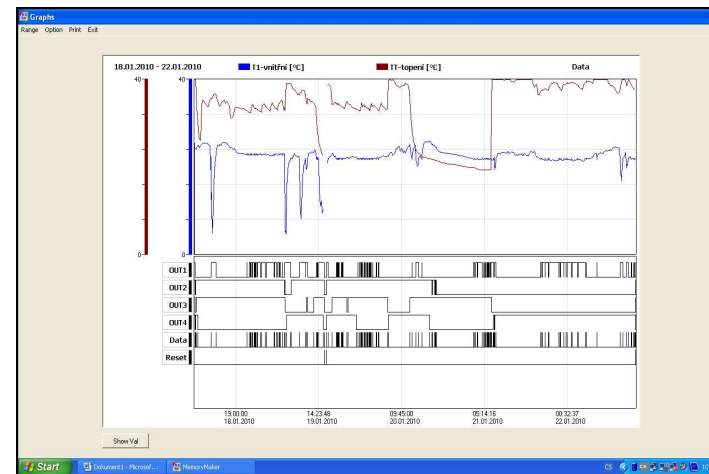 Graphs
Range Option Print Exit
18.01.2010 - 22.01.2010 T1-vnitřní [°C] TT-topení [°C] Data
40 40
0 0
OUT1
OUT2
OUT3
OUT4
Data
Reset
19:00:00 14:23:48 09:45:00 05:14:16 00:32:37
18.01.2010 19.01.2010 20.01.2010 21.01.2010 22.01.2010
Show Val
Start Dokument1 - Microsof... MemoryMaker CS 10